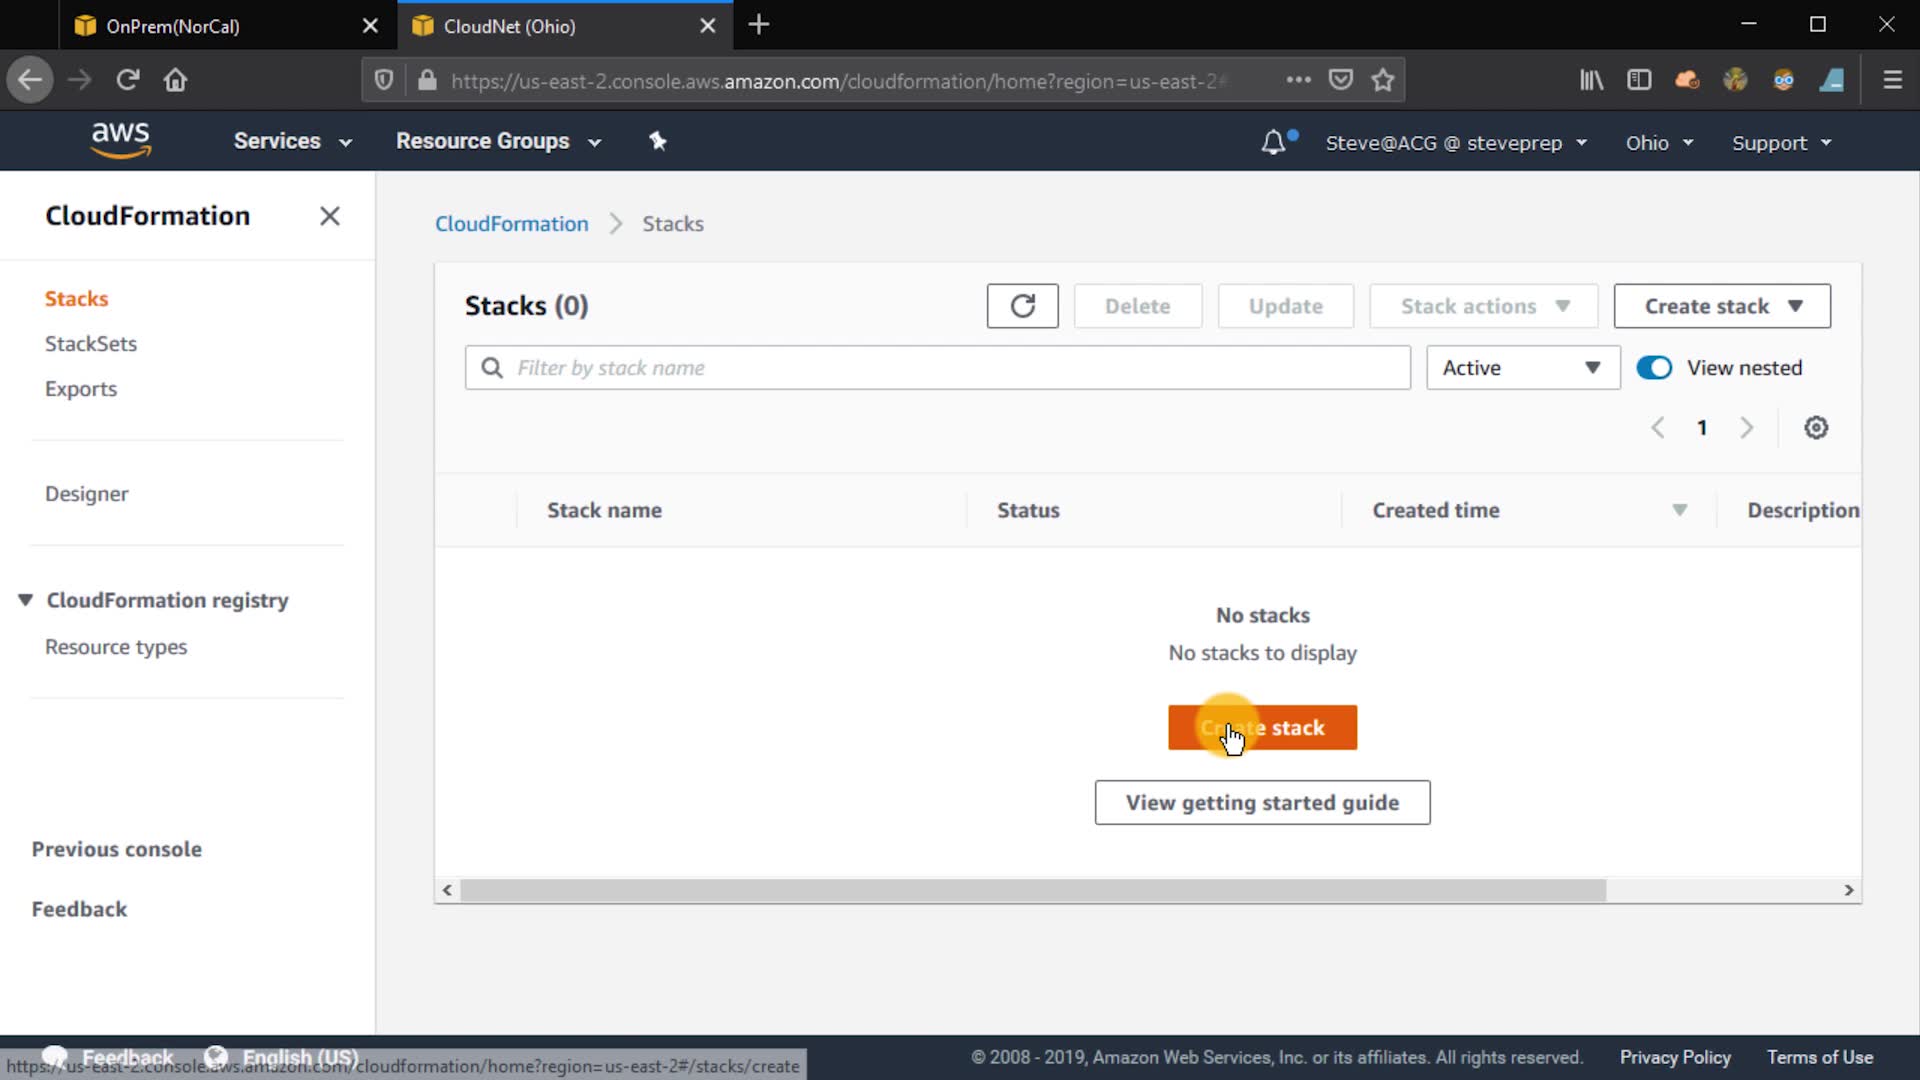 OnPrem(NorCal)
CloudNet (Ohio)
https://us-east-2.console.aws.amazon.com/cloudformation/home?region=us-east-2#
aws
Services
Resource Groups
Steve@ACG @ steveprep
Ohio
Support
CloudFormation
Stacks
StackSets
Exports
Designer
CloudFormation registry
Resource types
Previous console
Feedback
CloudFormation
Stacks
Stacks (0)
Delete
Update
Stack actions
Create stack
Filter by stack name
Active
View nested
1
Stack name
Status
Created time
Description
No stacks
No stacks to display
Create stack
View getting started guide
Feedback
English (US)
https://us-east-2.console.aws.amazon.com/cloudformation/home?region=us-east-2#/stacks/create
© 2008 - 2019, Amazon Web Services, Inc. or its affiliates. All rights reserved.
Privacy Policy
Terms of Use